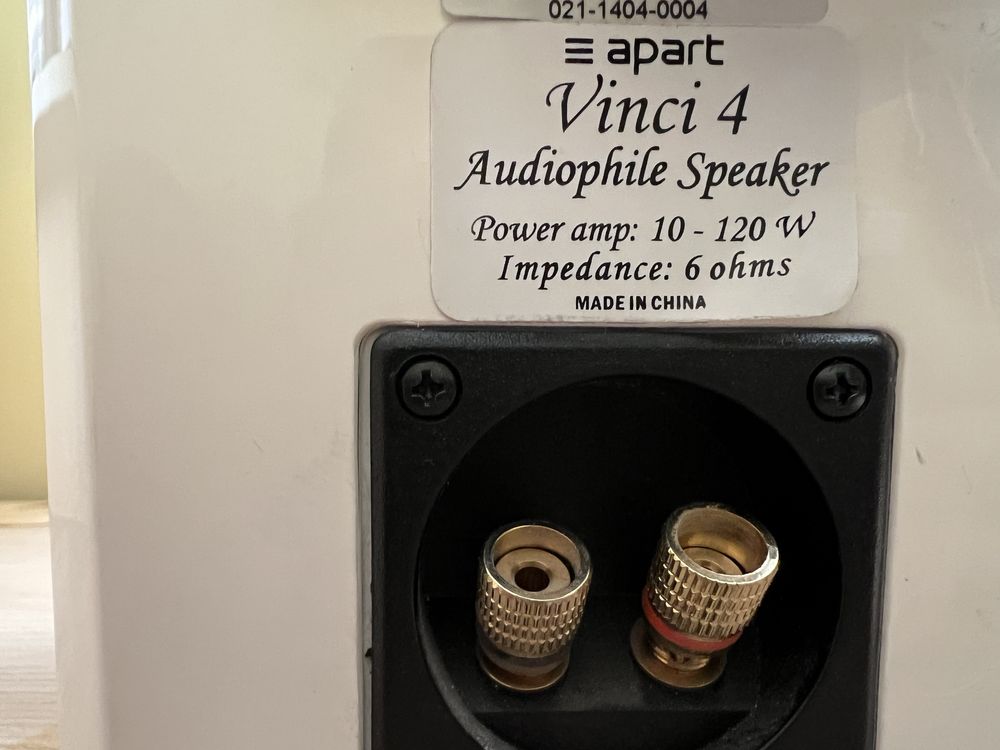 021-1404-0004
apart
Vinci 4
Audiophile Speaker
Power amp: 10 - 120 W
Impedance: 6 ohms
MADE IN CHINA